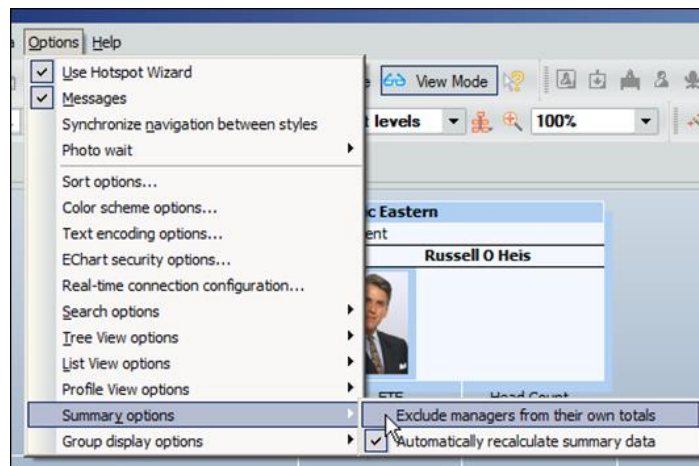 Options Help
Use Hotspot Wizard
View Mode
Messages
Synchronize navigation between styles
levels 100%
Photo wait
Sort options...
Color scheme options...
c Eastern
Text encoding options...
ent
EChart security options...
Russell O Heis
Real-time connection configuration...
Search options
Tree View options
List View options
Profile View options
Head Count
Summary options
Exclude managers from their own totals
Group display options
Automatically recalculate summary data